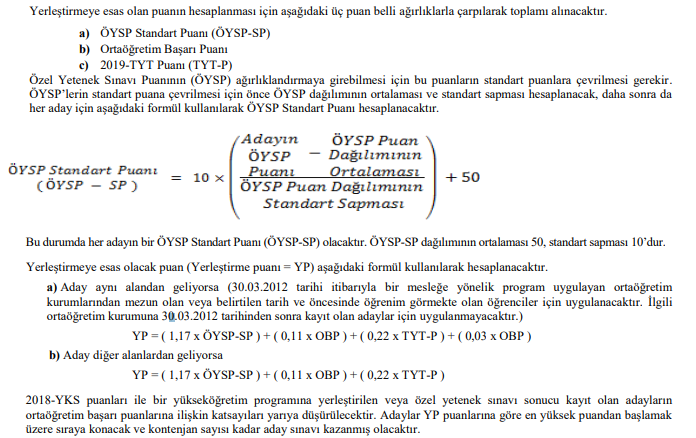 Yerleştirmeye esas olan puanın hesaplanması için aşağıdaki üç puan belli ağırlıklarla çarpılarak toplamı alınacaktır.
a) ÖYSP Standart Puanı (ÖYSP-SP)
b) Ortaöğretim Başarı Puanı
c) 2019-TYT Puanı (TYT-P)
Özel Yetenek Sınavı Puanının (ÖYSP) ağırlıklandırmaya girebilmesi için bu puanların standart puanlara çevrilmesi gerekir.
ÖYSP'lerin standart puana çevrilmesi için önce ÖYSP dağılımının ortalaması ve standart sapması hesaplanacak, daha sonra da
her aday için aşağıdaki formül kullanılarak ÖYSP Standart Puanı hesaplanacaktır.
Adayın ÖYSP Puan
ÖYSP − Dağılımının
Puanı Ortalaması
ÖYSP Standart Puanı
(ÖYSP − SP) = 10 × + 50
ÖYSP Puan Dağılımının
Standart Sapması
Bu durumda her adayın bir ÖYSP Standart Puanı (ÖYSP-SP) olacaktır. ÖYSP-SP dağılımının ortalaması 50, standart sapması 10'dur.
Yerleştirmeye esas olacak puan (Yerleştirme puanı = YP) aşağıdaki formül kullanılarak hesaplanacaktır.
a) Aday aynı alandan geliyorsa (30.03.2012 tarihi itibarıyla bir mesleğe yönelik program uygulayan ortaöğretim
kurumlarından mezun olan veya belirtilen tarih ve öncesinde öğrenim görmekte olan öğrenciler için uygulanacaktır. İlgili
ortaöğretim kurumuna 30.03.2012 tarihinden sonra kayıt olan adaylar için uygulanmayacaktır.)
YP = ( 1,17 x ÖYSP-SP ) + ( 0,11 x OBP ) + ( 0,22 x TYT-P ) + ( 0,03 x OBP )
b) Aday diğer alanlardan geliyorsa
YP = ( 1,17 x ÖYSP-SP ) + ( 0,11 x OBP ) + ( 0,22 x TYT-P )
2018-YKS puanları ile bir yükseköğretim programına yerleştirilen veya özel yetenek sınavı sonucu kayıt olan adayların
ortaöğretim başarı puanlarına ilişkin katsayıları yarıya düşürülecektir. Adaylar YP puanlarına göre en yüksek puandan başlamak
üzere sıraya konacak ve kontenjan sayısı kadar aday sınavı kazanmış olacaktır.